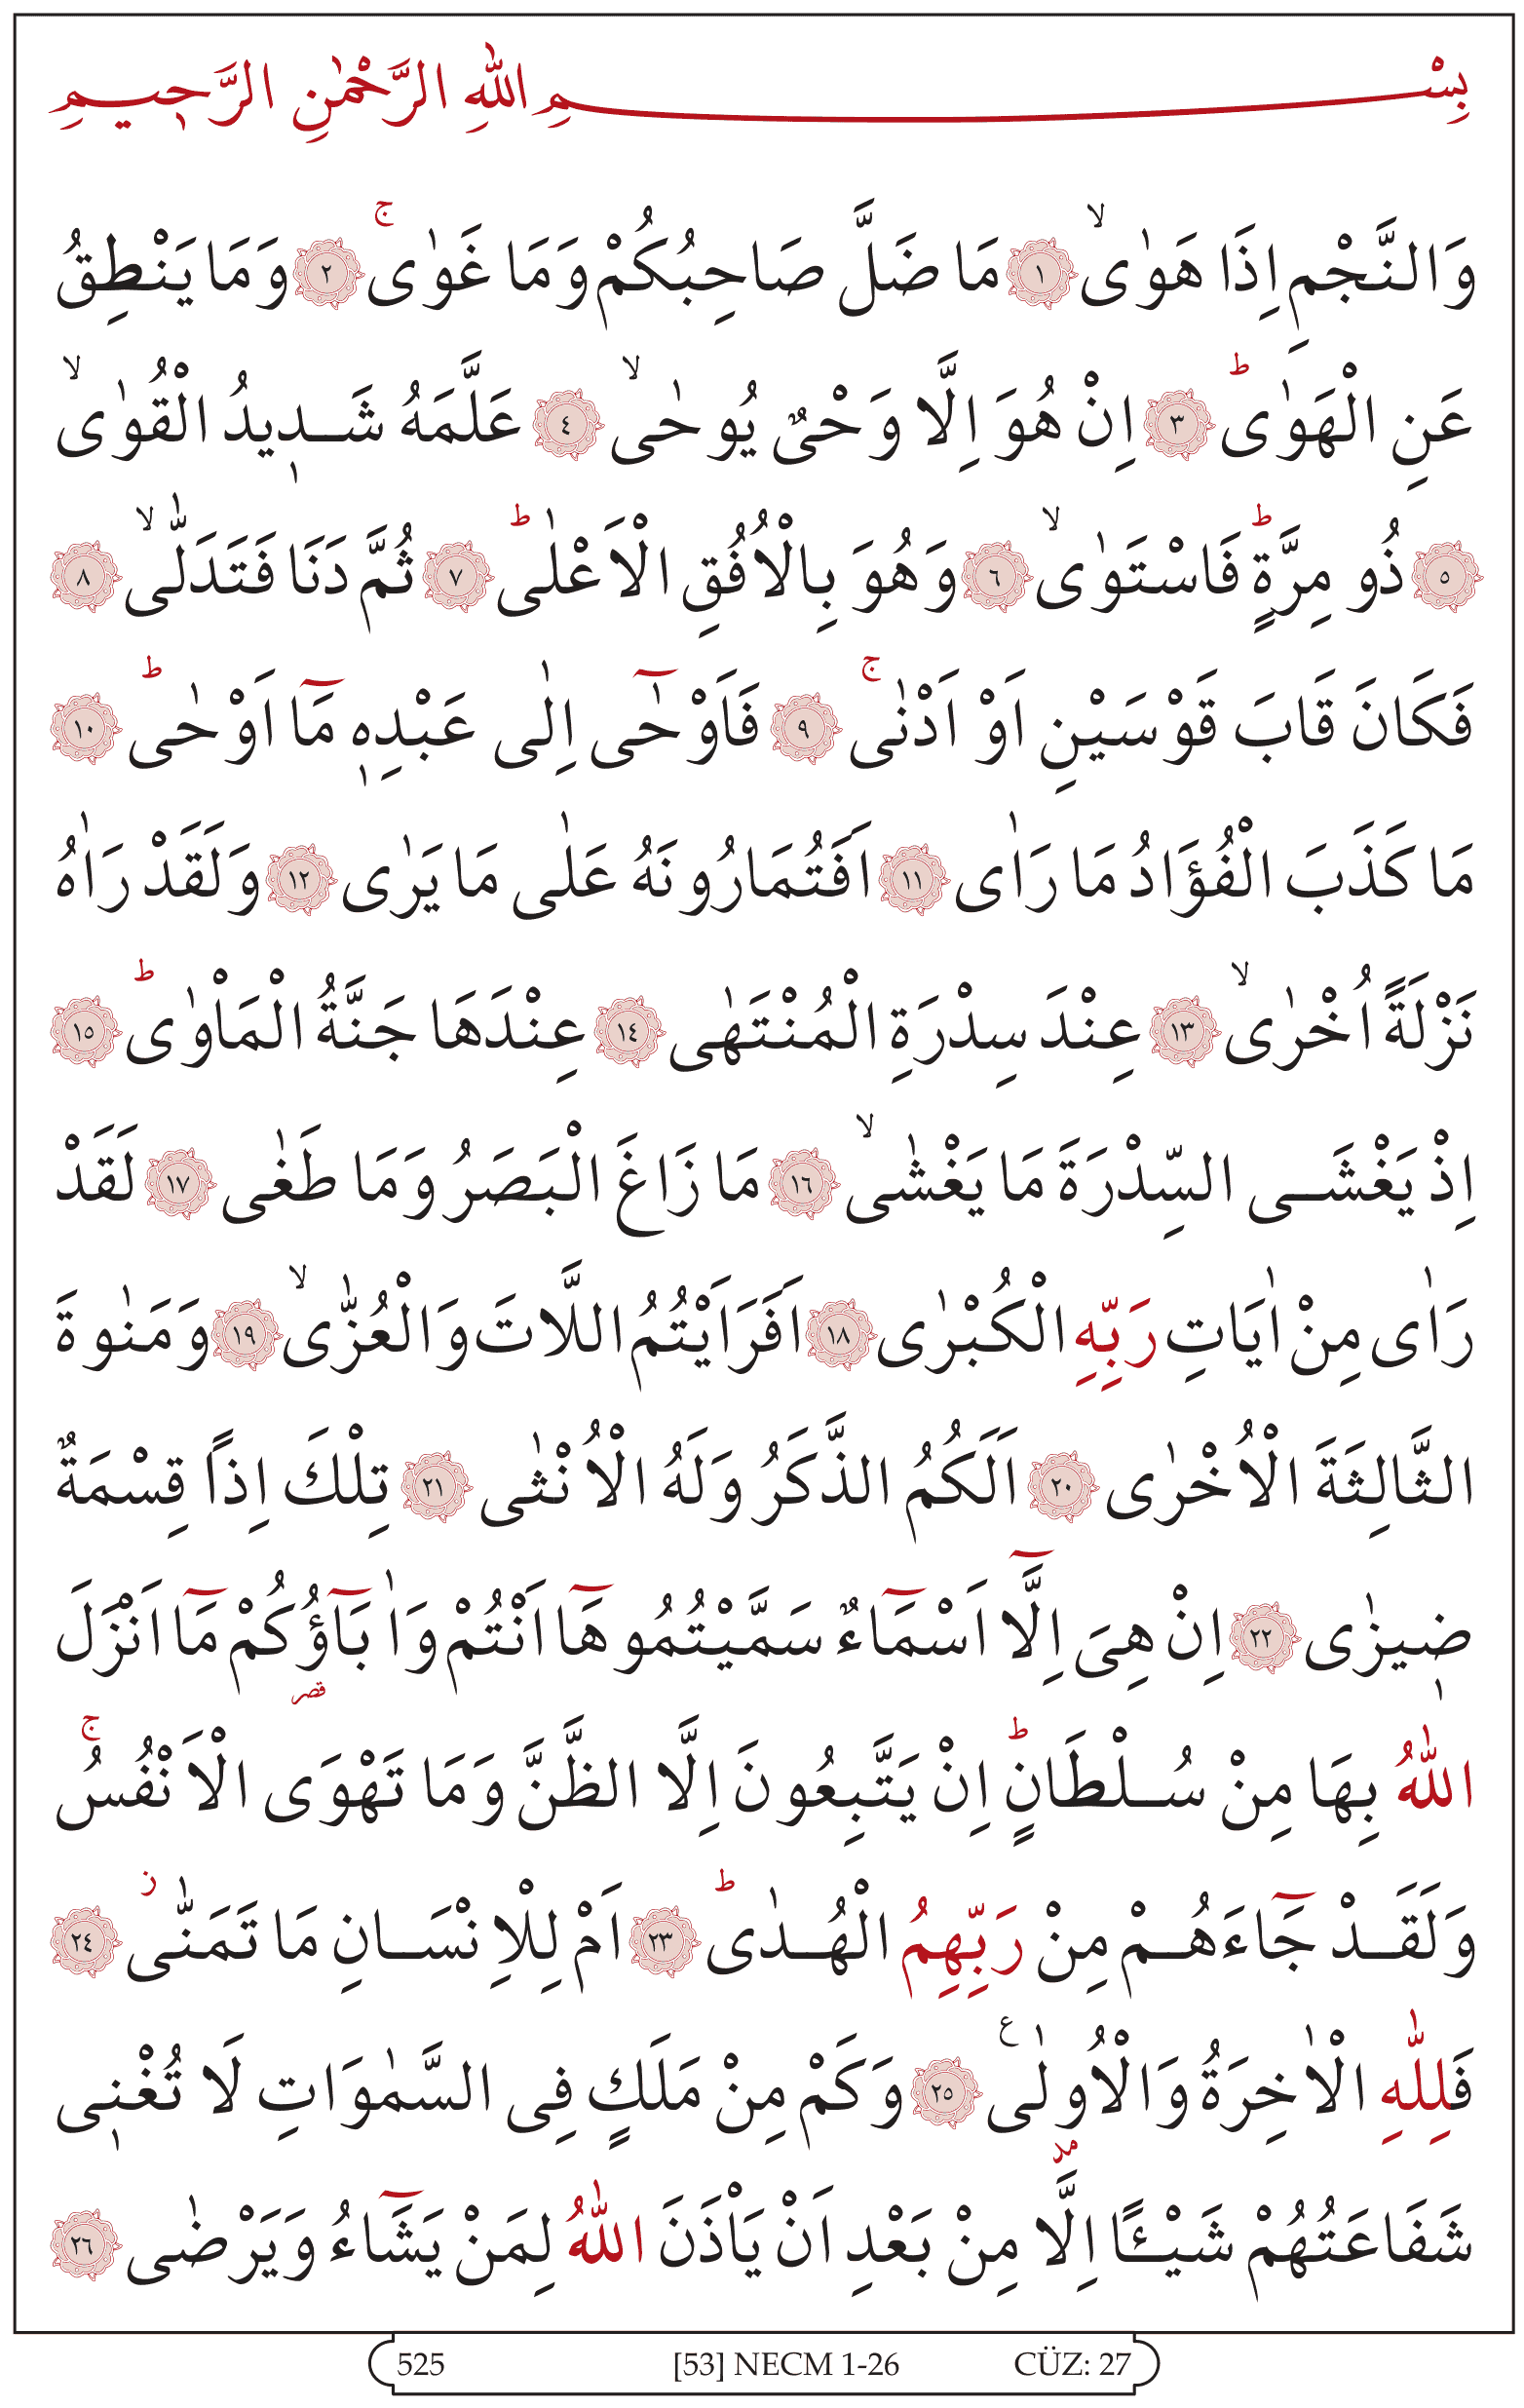 بِسْمِ اللّٰهِ الرَّحْمٰنِ الرَّحٖيمِ
وَالنَّجْمِ اِذَا هَوٰىۙ ﴿١﴾ مَا ضَلَّ صَاحِبُكُمْ وَمَا غَوٰىۚ ﴿٢﴾ وَمَا يَنْطِقُ
عَنِ الْهَوٰىؕ ﴿٣﴾ اِنْ هُوَ اِلَّا وَحْىٌ يُوحٰىۙ ﴿٤﴾ عَلَّمَهُ شَدٖيدُ الْقُوٰىۙ
﴿٥﴾ ذُو مِرَّةٍؕ فَاسْتَوٰىۙ ﴿٦﴾ وَهُوَ بِالْاُفُقِ الْاَعْلٰىؕ ﴿٧﴾ ثُمَّ دَنَا فَتَدَلّٰىۙ ﴿٨﴾
فَكَانَ قَابَ قَوْسَيْنِ اَوْ اَدْنٰىۚ ﴿٩﴾ فَاَوْحٰٓى اِلٰى عَبْدِهٖ مَٓا اَوْحٰىؕ ﴿١٠﴾
مَا كَذَبَ الْفُؤَادُ مَا رَاٰى ﴿١١﴾ اَفَتُمَارُونَهُ عَلٰى مَا يَرٰى ﴿١٢﴾ وَلَقَدْ رَاٰهُ
نَزْلَةً اُخْرٰىۙ ﴿١٣﴾ عِنْدَ سِدْرَةِ الْمُنْتَهٰى ﴿١٤﴾ عِنْدَهَا جَنَّةُ الْمَاْوٰىؕ ﴿١٥﴾
اِذْ يَغْشَى السِّدْرَةَ مَا يَغْشٰىۙ ﴿١٦﴾ مَا زَاغَ الْبَصَرُ وَمَا طَغٰى ﴿١٧﴾ لَقَدْ
رَاٰى مِنْ اٰيَاتِ رَبِّهِ الْكُبْرٰى ﴿١٨﴾ اَفَرَاَيْتُمُ اللَّاتَ وَالْعُزّٰىۙ ﴿١٩﴾ وَمَنٰوةَ
الثَّالِثَةَ الْاُخْرٰى ﴿٢٠﴾ اَلَكُمُ الذَّكَرُ وَلَهُ الْاُنْثٰى ﴿٢١﴾ تِلْكَ اِذاً قِسْمَةٌ
ضٖيزٰى ﴿٢٢﴾ اِنْ هِىَ اِلَّٓا اَسْمَٓاءٌ سَمَّيْتُمُوهَٓا اَنْتُمْ وَاٰبَٓاؤُ۬كُمْ مَٓا اَنْزَلَ
قصر
اللّٰهُ بِهَا مِنْ سُلْطَانٍؕ اِنْ يَتَّبِعُونَ اِلَّا الظَّنَّ وَمَا تَهْوَى الْاَنْفُسُۚ
وَلَقَدْ جَٓاءَهُمْ مِنْ رَبِّهِمُ الْهُدٰىؕ ﴿٢٣﴾ اَمْ لِلْاِنْسَانِ مَا تَمَنّٰىؗ ﴿٢٤﴾
فَلِلّٰهِ الْاٰخِرَةُ وَالْاُولٰى ع ﴿٢٥﴾ وَكَمْ مِنْ مَلَكٍ فِى السَّمٰوَاتِ لَا تُغْنٖى
شَفَاعَتُهُمْ شَيْـًٔا اِلَّا مِنْ بَعْدِ اَنْ يَاْذَنَ اللّٰهُ لِمَنْ يَشَٓاءُ وَيَرْضٰى ﴿٢٦﴾
525 [53] NECM 1-26 CÜZ: 27